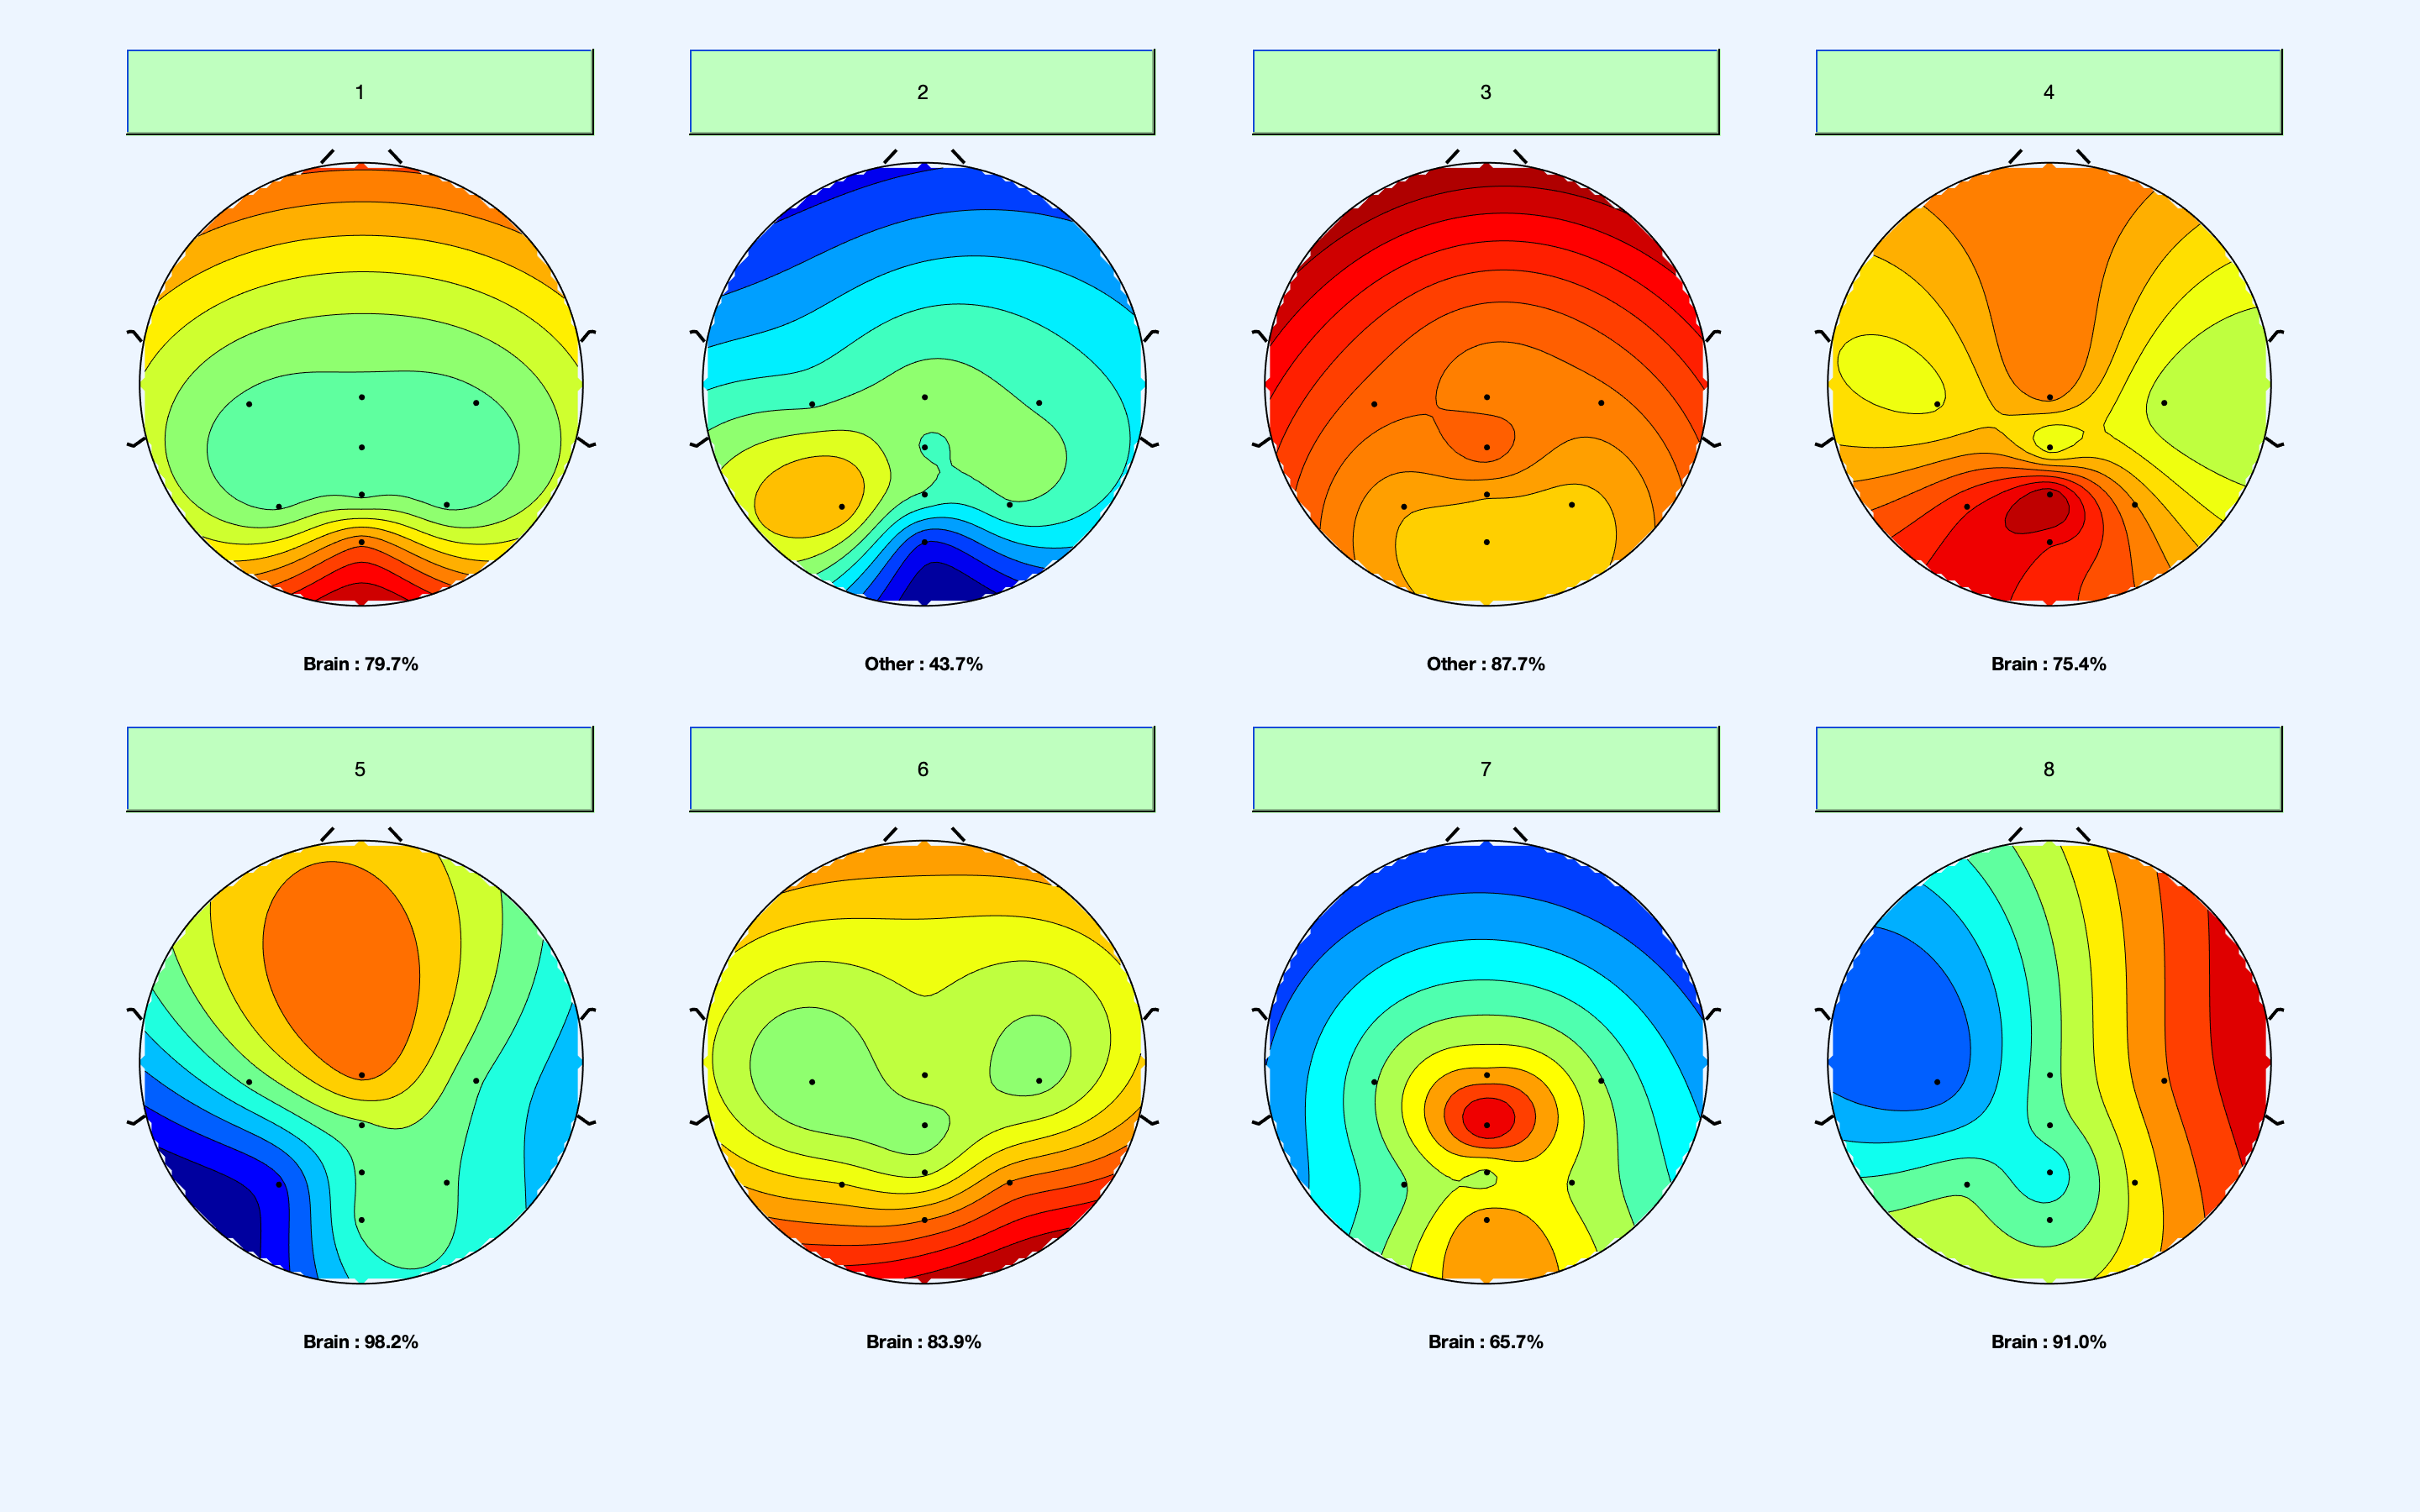 1
2
3
4
Brain : 79.7%
Other : 43.7%
Other : 87.7%
Brain : 75.4%
5
6
7
8
Brain : 98.2%
Brain : 83.9%
Brain : 65.7%
Brain : 91.0%